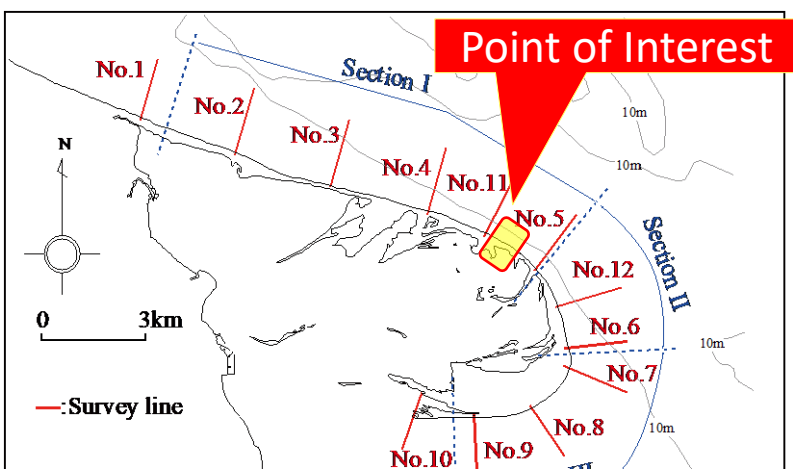 Point of Interest
Section I
No.1
No.2
No.3
No.4
No.11
No.5
10m
10m
N
Section II
No.12
0 3km
No.6
10m
No.7
—:Survey line
No.8
10m
No.9
No.10
III